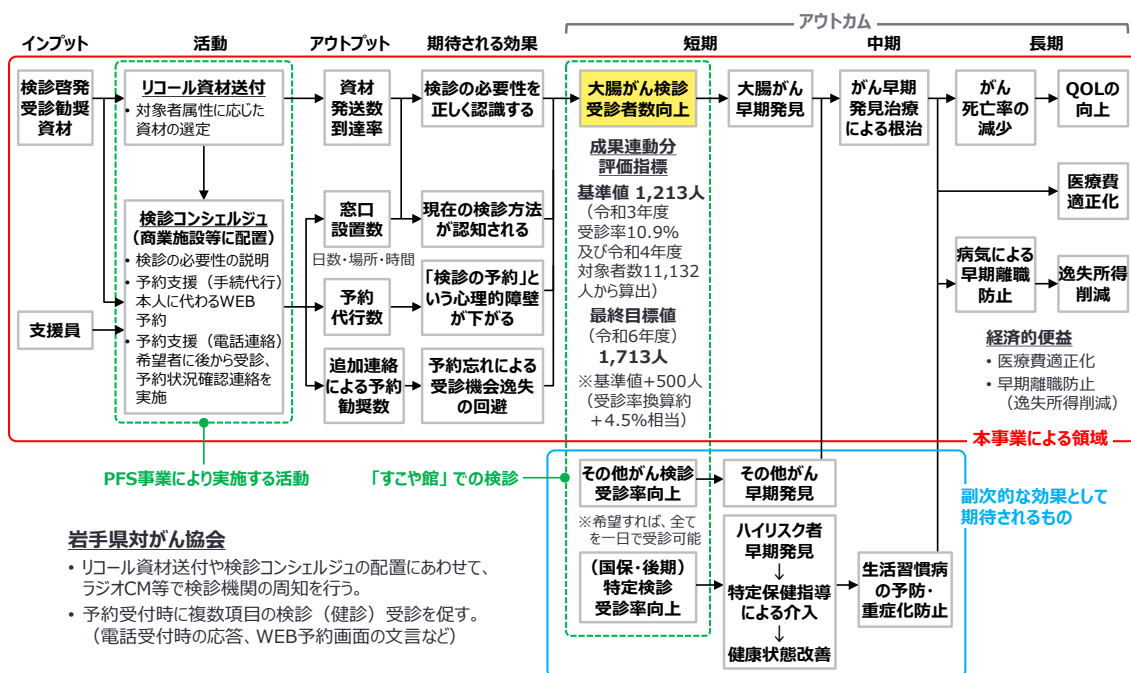 アウトカム
インプット
活動
アウトプット
期待される効果
短期
中期
長期
検診啓発
受診勧奨
資材
リコール資材送付
• 対象者属性に応じた
資材の選定
資材
発送数
到達率
検診の必要性を
正しく認識する
大腸がん検診
受診者数向上
大腸がん
早期発見
がん早期
発見治療
による根治
がん
死亡率の
減少
QOLの
向上
医療費
適正化
病気による
早期離職
防止
逸失所得
削減
検診コンシェルジュ
(商業施設等に配置)
• 検診の必要性の説明
• 予約支援(手続代行)
本人に代わるWEB
予約
• 予約支援(電話連絡)
希望者に後から受診、
予約状況確認連絡を
実施
支援員
窓口
設置数
日数・場所・時間
予約
代行数
追加連絡
による予約
勧奨数
現在の検診方法
が認知される
「検診の予約」と
いう心理的障壁
が下がる
予約忘れによる
受診機会逸失
の回避
成果連動分
評価指標
基準値 1,213人
(令和3年度
受診率10.9%
及び令和4年度
対象者数11,132
人から算出)
最終目標値
(令和6年度)
1,713人
※基準値+500人
(受診率換算約
+4.5%相当)
経済的便益
• 医療費適正化
• 早期離職防止
(逸失所得削減)
本事業による領域
PFS事業により実施する活動
「すこや館」での検診
その他がん検診
受診率向上
※希望すれば、全て
を一日で受診可能
(国保・後期)
特定検診
受診率向上
その他がん
早期発見
ハイリスク者
早期発見
↓
特定保健指導
による介入
↓
健康状態改善
生活習慣病
の予防・
重症化防止
副次的な効果として
期待されるもの
岩手県対がん協会
• リコール資材送付や検診コンシェルジュの配置にあわせて、
ラジオCM等で検診機関の周知を行う。
• 予約受付時に複数項目の検診(健診)受診を促す。
(電話受付時の応答、WEB予約画面の文言など)